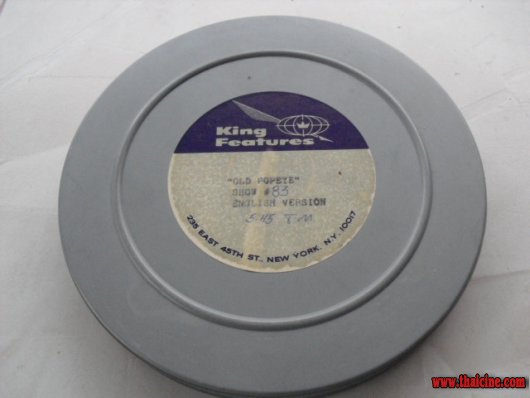 King
Features
"OLD POPEYE"
SHOW #83
ENGLISH VERSION
235 EAST 45TH ST., NEW YORK, N.Y. 10017
www.thaicine.com